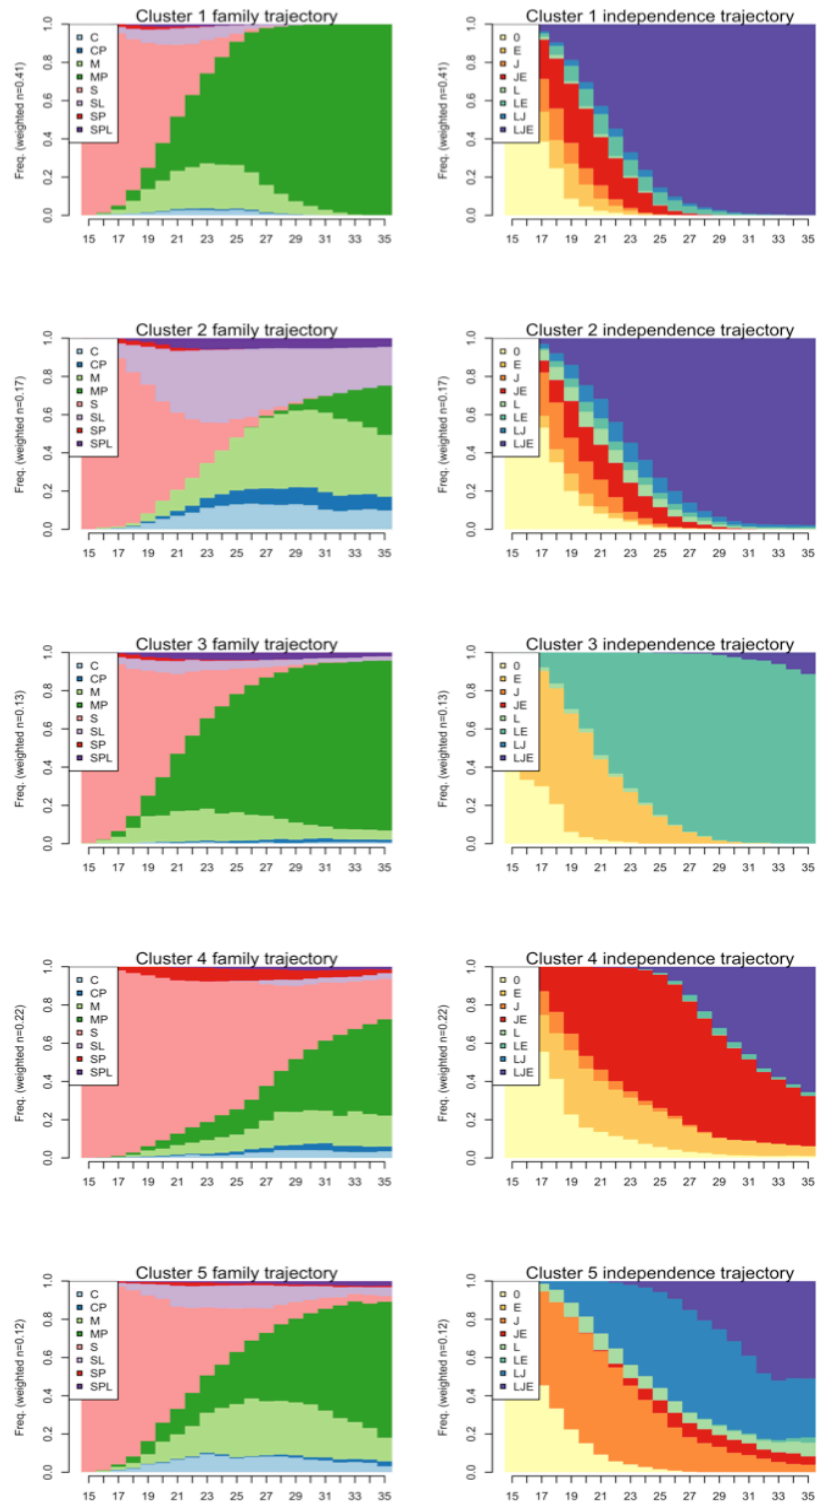 Cluster 1 family trajectory
Freq. (weighted n=0.41)
0.0 0.2 0.4 0.6 0.8 1.0
C
CP
M
MP
S
SL
SP
SPL
15 17 19 21 23 25 27 29 31 33 35
Cluster 1 independence trajectory
Freq. (weighted n=0.41)
0.0 0.2 0.4 0.6 0.8 1.0
0
E
J
JE
L
LE
LJ
LJE
15 17 19 21 23 25 27 29 31 33 35
Cluster 2 family trajectory
Freq. (weighted n=0.17)
0.0 0.2 0.4 0.6 0.8 1.0
C
CP
M
MP
S
SL
SP
SPL
15 17 19 21 23 25 27 29 31 33 35
Cluster 2 independence trajectory
Freq. (weighted n=0.17)
0.0 0.2 0.4 0.6 0.8 1.0
0
E
J
JE
L
LE
LJ
LJE
15 17 19 21 23 25 27 29 31 33 35
Cluster 3 family trajectory
Freq. (weighted n=0.13)
0.0 0.2 0.4 0.6 0.8 1.0
C
CP
M
MP
S
SL
SP
SPL
15 17 19 21 23 25 27 29 31 33 35
Cluster 3 independence trajectory
Freq. (weighted n=0.13)
0.0 0.2 0.4 0.6 0.8 1.0
0
E
J
JE
L
LE
LJ
LJE
15 17 19 21 23 25 27 29 31 33 35
Cluster 4 family trajectory
Freq. (weighted n=0.22)
0.0 0.2 0.4 0.6 0.8 1.0
C
CP
M
MP
S
SL
SP
SPL
15 17 19 21 23 25 27 29 31 33 35
Cluster 4 independence trajectory
Freq. (weighted n=0.22)
0.0 0.2 0.4 0.6 0.8 1.0
0
E
J
JE
L
LE
LJ
LJE
15 17 19 21 23 25 27 29 31 33 35
Cluster 5 family trajectory
Freq. (weighted n=0.12)
0.0 0.2 0.4 0.6 0.8 1.0
C
CP
M
MP
S
SL
SP
SPL
15 17 19 21 23 25 27 29 31 33 35
Cluster 5 independence trajectory
Freq. (weighted n=0.12)
0.0 0.2 0.4 0.6 0.8 1.0
0
E
J
JE
L
LE
LJ
LJE
15 17 19 21 23 25 27 29 31 33 35